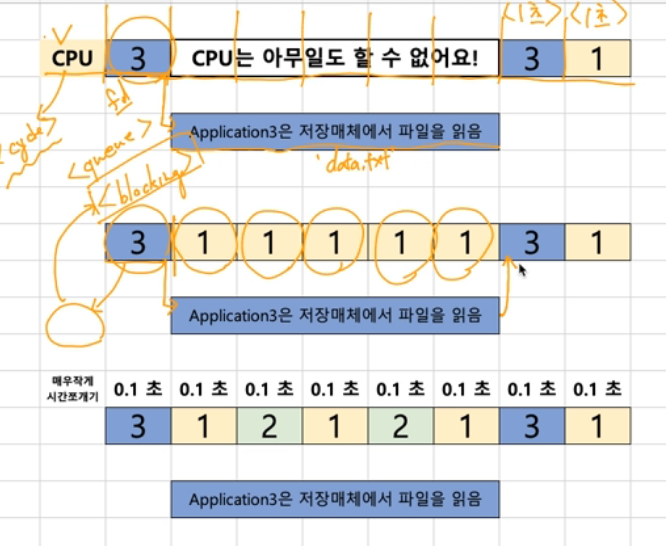 <1초> <1초>
CPU 3 CPU는 아무일도 할 수 없어요! 3 1
fd
Application3은 저장매체에서 파일을 읽음
cycle>
<queue>
"data.txt"
<blocking>
3 1 1 1 1 1 3 1
Application3은 저장매체에서 파일을 읽음
매우작게
시간쪼개기
0.1 초 0.1 초 0.1 초 0.1 초 0.1 초 0.1 초 0.1 초 0.1 초
3 1 2 1 2 1 3 1
Application3은 저장매체에서 파일을 읽음